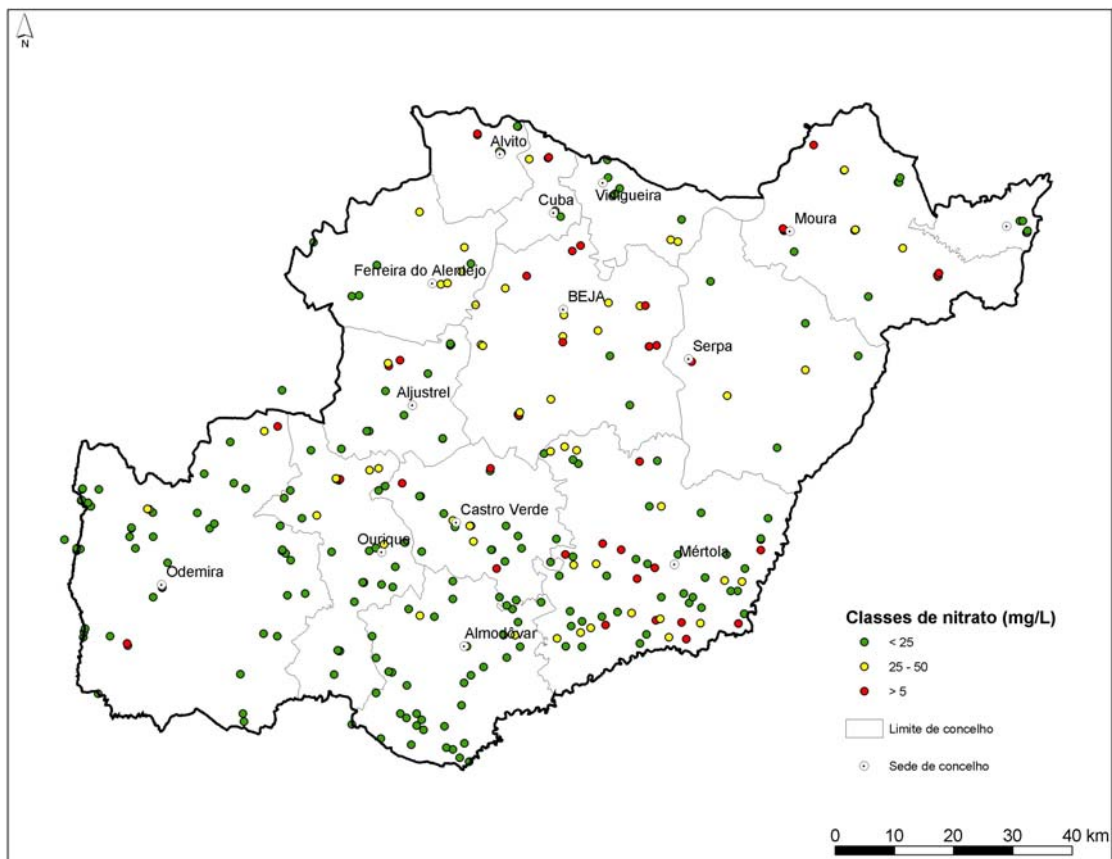 N
Alvito
Cuba
Vidigueira
Moura
Ferreira do Alentejo
BEJA
Serpa
Aljustrel
Castro Verde
Ourique
Mértola
Odemira
Almodôvar
Classes de nitrato (mg/L)
< 25
25 - 50
> 5
Limite de concelho
Sede de concelho
0 10 20 30 40 km